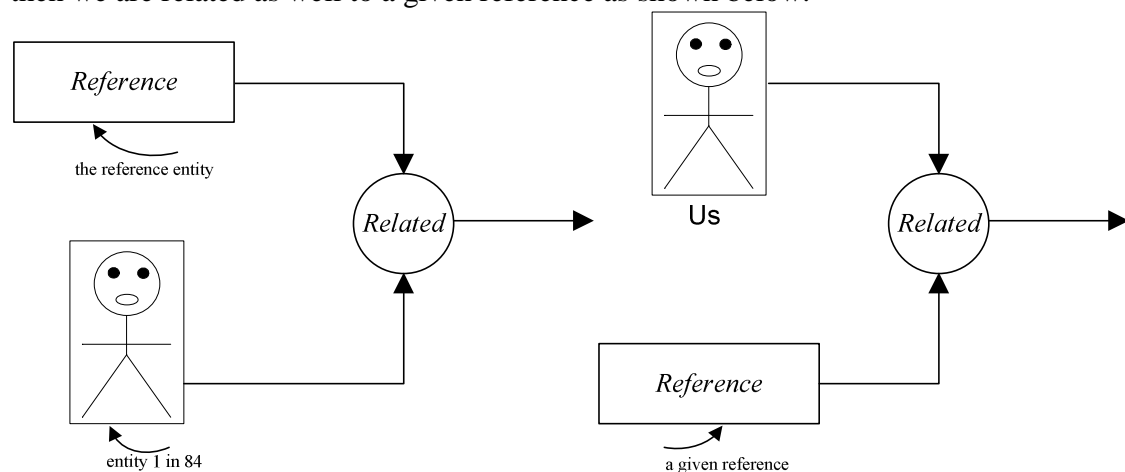 then we are related as well to a given reference as shown below:
Reference
the reference entity
Related
entity 1 in 84
Us
Related
Reference
a given reference